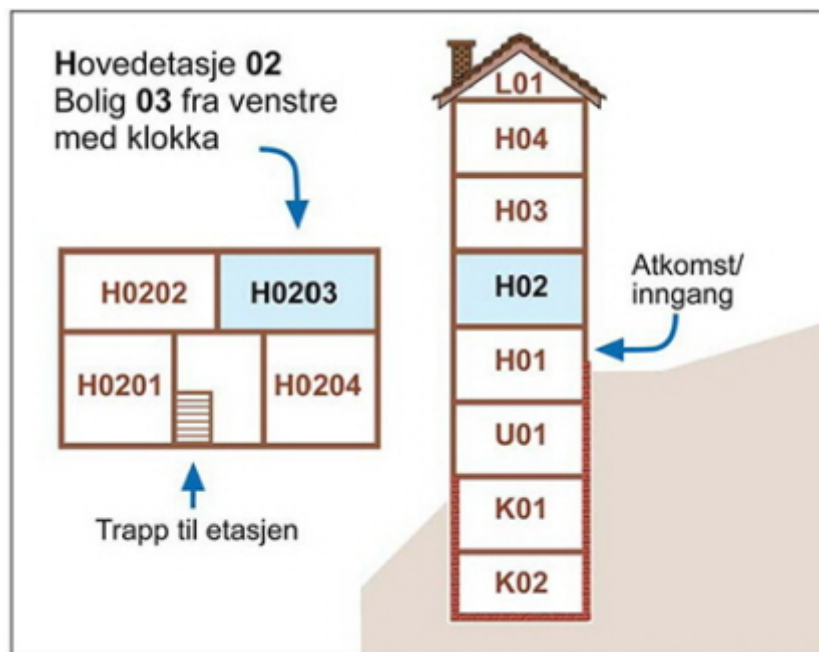 Hovedetasje 02
Bolig 03 fra venstre
med klokka
H0202
H0203
H0201
H0204
Trapp til etasjen
L01
H04
H03
H02
H01
U01
K01
K02
Atkomst/
inngang